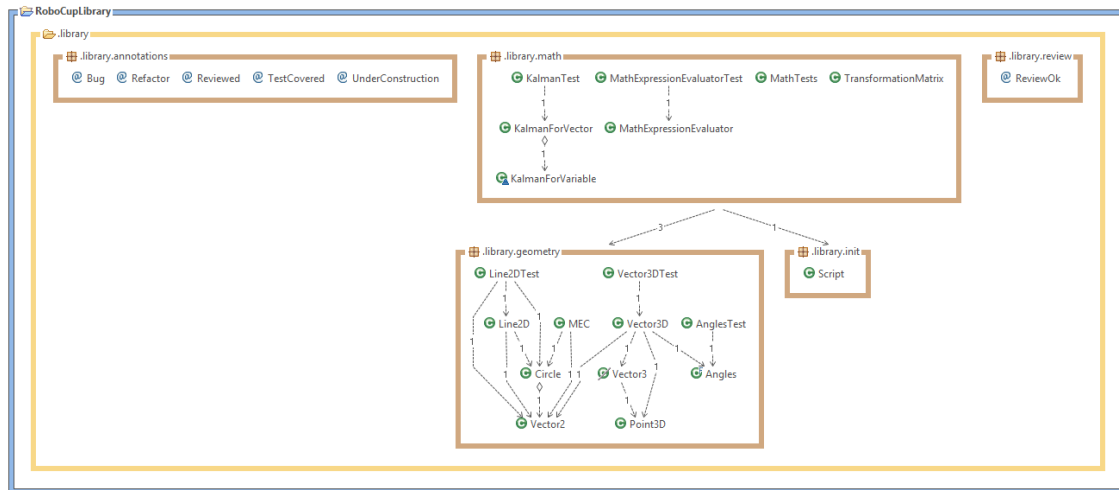 RoboCupLibrary
.library
.library.annotations
@ Bug @ Refactor @ Reviewed @ TestCovered @ UnderConstruction
.library.math
C KalmanTest C MathExpressionEvaluatorTest C MathTests C TransformationMatrix
1 1
C KalmanForVector C MathExpressionEvaluator
1
C KalmanForVariable
.library.review
@ ReviewOk
3 1
.library.geometry
C Line2DTest C Vector3DTest
1 1
C Line2D C MEC C Vector3D C AnglesTest
1 1 1 1 1 1 1
C Circle 1 1 C Vector3 C Angles
1 1 1 1 1
C Vector2 C Point3D
.library.init
C Script